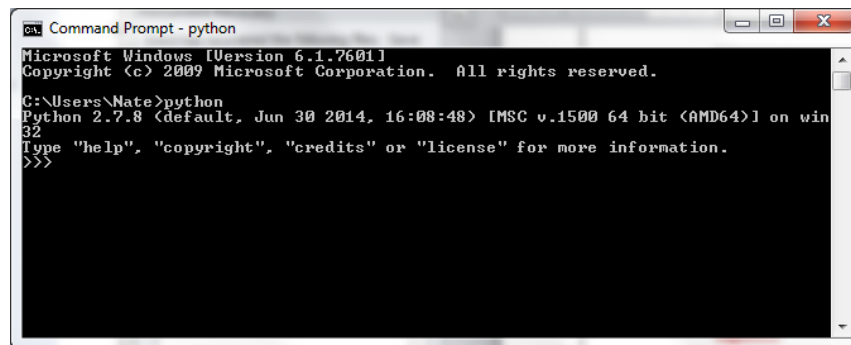 Command Prompt - python
Microsoft Windows [Version 6.1.7601]
Copyright (c) 2009 Microsoft Corporation.  All rights reserved.
C:\Users\Nate>python
Python 2.7.8 (default, Jun 30 2014, 16:08:48) [MSC v.1500 64 bit (AMD64)] on win
32
Type "help", "copyright", "credits" or "license" for more information.
>>>